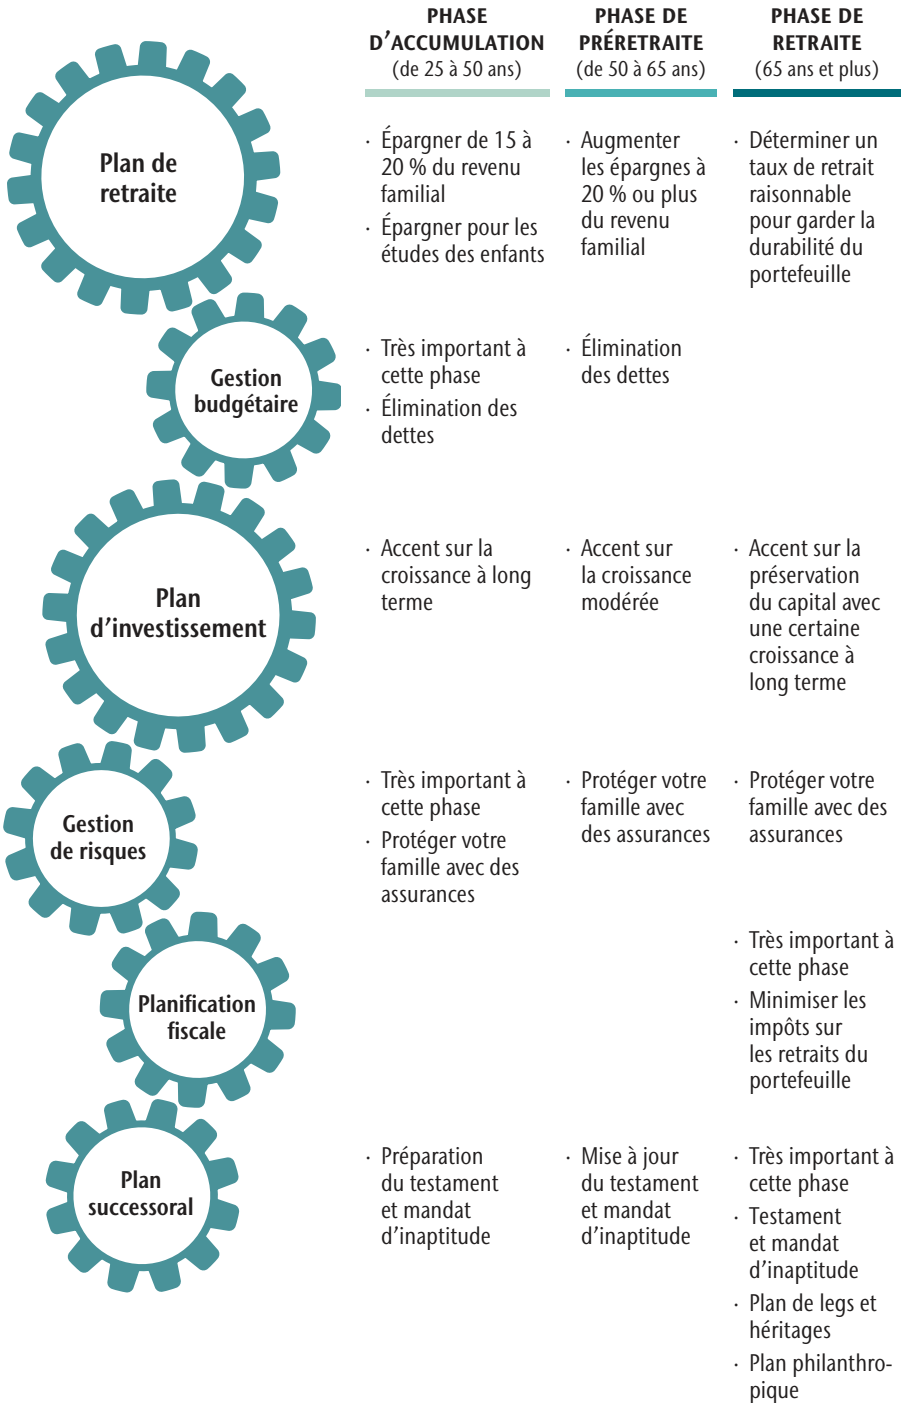 PHASE
D’ACCUMULATION
(de 25 à 50 ans)
PHASE DE
PRÉRETRAITE
(de 50 à 65 ans)
PHASE DE
RETRAITE
(65 ans et plus)
Plan de
retraite
· Épargner de 15 à
20 % du revenu
familial
· Épargner pour les
études des enfants
· Augmenter
les épargnes à
20 % ou plus
du revenu
familial
· Déterminer un
taux de retrait
raisonnable
pour garder la
durabilité du
portefeuille
Gestion
budgétaire
· Très important à
cette phase
· Élimination des
dettes
· Élimination
des dettes
Plan
d’investissement
· Accent sur la
croissance à long
terme
· Accent sur
la croissance
modérée
· Accent sur la
préservation
du capital avec
une certaine
croissance à
long terme
Gestion
de risques
· Très important à
cette phase
· Protéger votre
famille avec des
assurances
· Protéger votre
famille avec
des assurances
· Protéger votre
famille avec des
assurances
Planification
fiscale
· Très important à
cette phase
· Minimiser les
impôts sur
les retraits du
portefeuille
Plan
successoral
· Préparation
du testament
et mandat
d’inaptitude
· Mise à jour
du testament
et mandat
d’inaptitude
· Très important à
cette phase
· Testament
et mandat
d’inaptitude
· Plan de legs et
héritages
· Plan philanthro-
pique